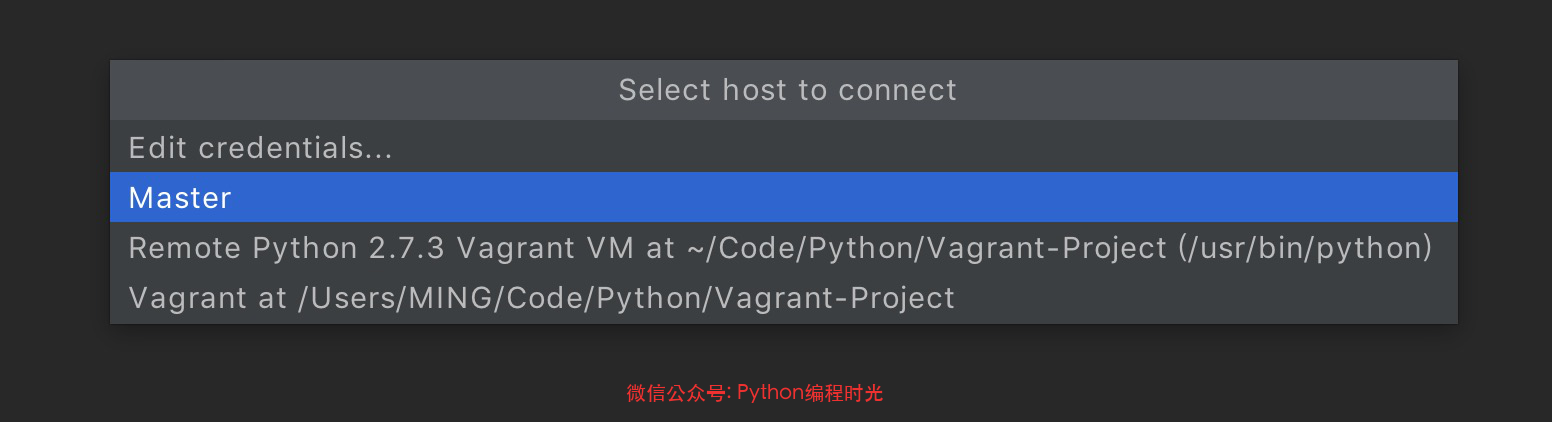 Select host to connect
Edit credentials...
Master
Remote Python 2.7.3 Vagrant VM at ~/Code/Python/Vagrant-Project (/usr/bin/python)
Vagrant at /Users/MING/Code/Python/Vagrant-Project
微信公众号: Python编程时光